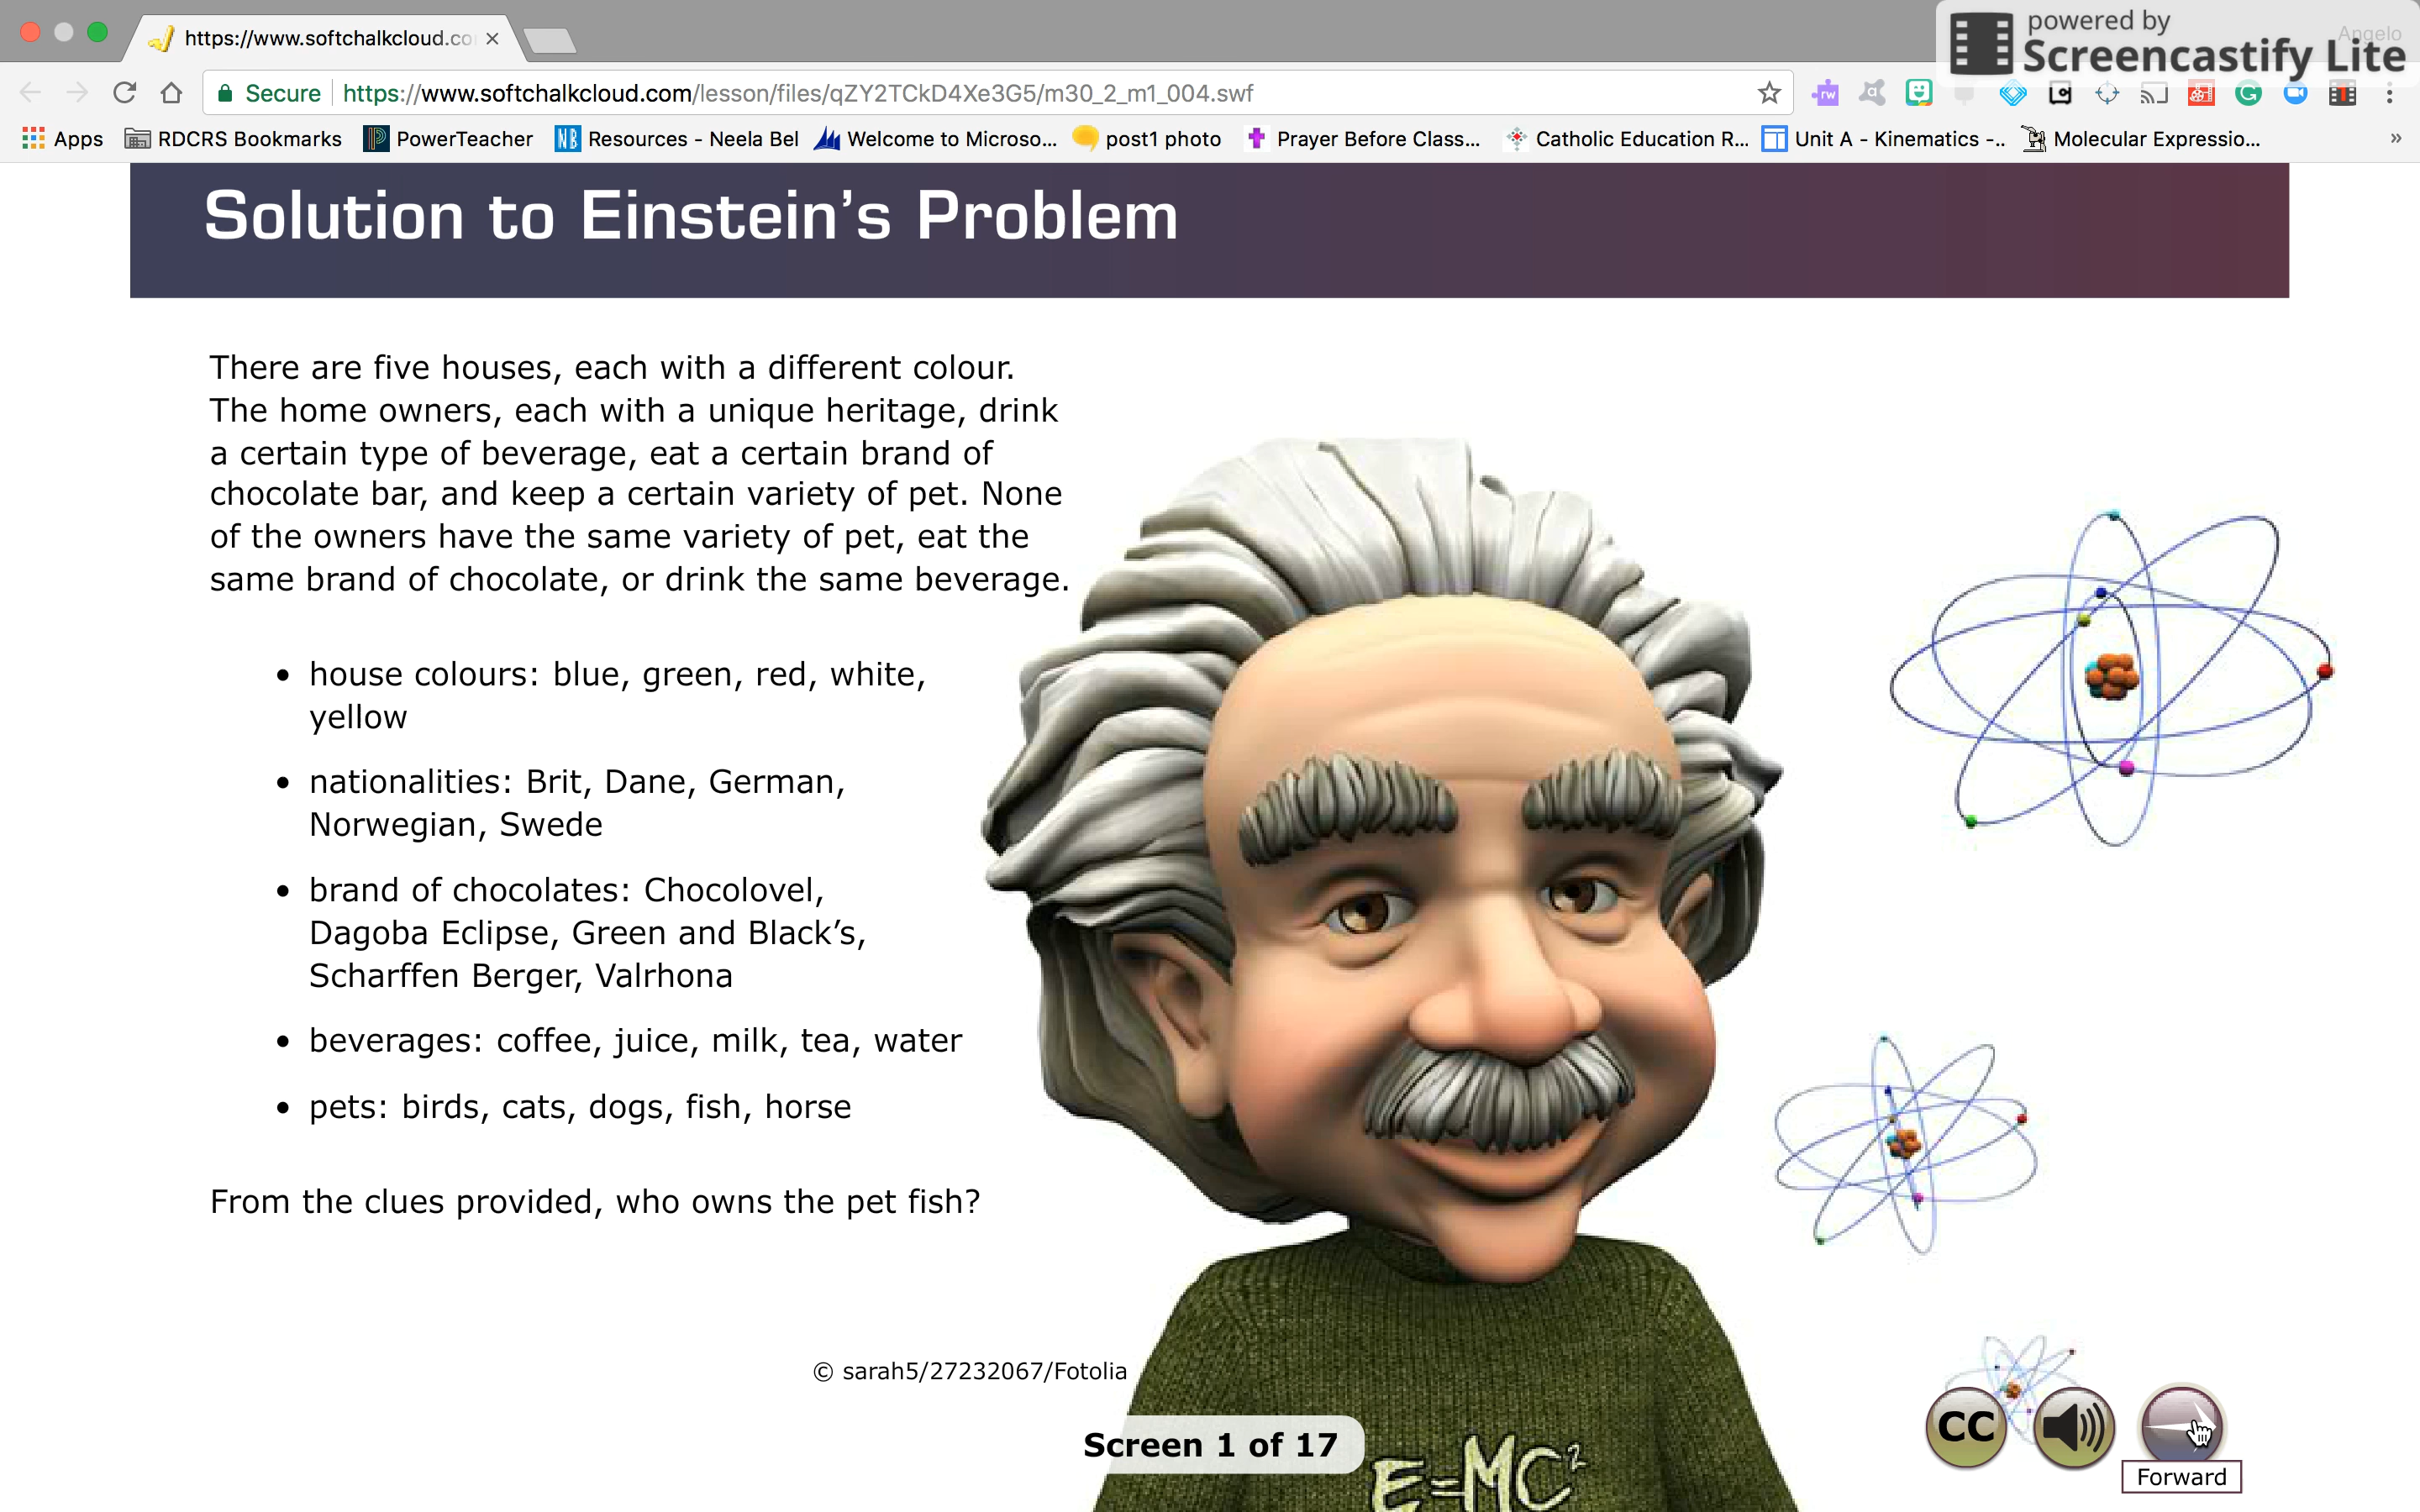 https://www.softchalkcloud.co
powered by
Angelo
Screencastify Lite
Secure https://www.softchalkcloud.com/lesson/files/qZY2TCkD4Xe3G5/m30_2_m1_004.swf
Apps RDCRS Bookmarks PowerTeacher NB Resources - Neela Bel Welcome to Microso... post1 photo Prayer Before Class... Catholic Education R... Unit A - Kinematics -.. Molecular Expressio... »
Solution to Einstein’s Problem
There are five houses, each with a different colour.
The home owners, each with a unique heritage, drink
a certain type of beverage, eat a certain brand of
chocolate bar, and keep a certain variety of pet. None
of the owners have the same variety of pet, eat the
same brand of chocolate, or drink the same beverage.
• house colours: blue, green, red, white,
yellow
• nationalities: Brit, Dane, German,
Norwegian, Swede
• brand of chocolates: Chocolovel,
Dagoba Eclipse, Green and Black’s,
Scharffen Berger, Valrhona
• beverages: coffee, juice, milk, tea, water
• pets: birds, cats, dogs, fish, horse
From the clues provided, who owns the pet fish?
© sarah5/27232067/Fotolia
Screen 1 of 17
E=MC²
CC
Forward